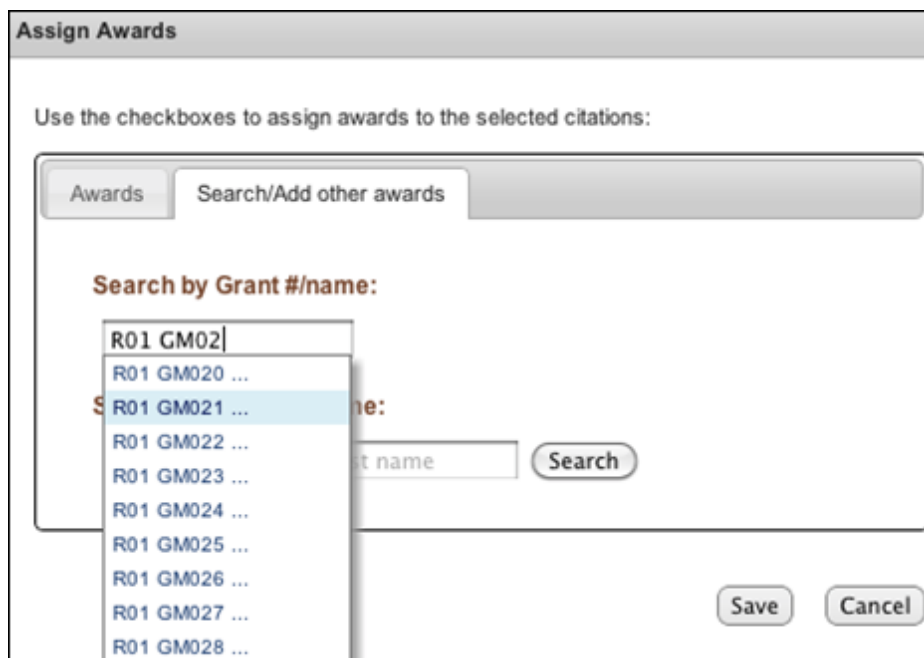 Assign Awards
Use the checkboxes to assign awards to the selected citations:
Awards
Search/Add other awards
Search by Grant #/name:
R01 GM02
R01 GM020 ...
R01 GM021 ...
R01 GM022 ...
name
Search
R01 GM023 ...
R01 GM024 ...
R01 GM025 ...
R01 GM026 ...
R01 GM027 ...
Save
Cancel
R01 GM028 ...